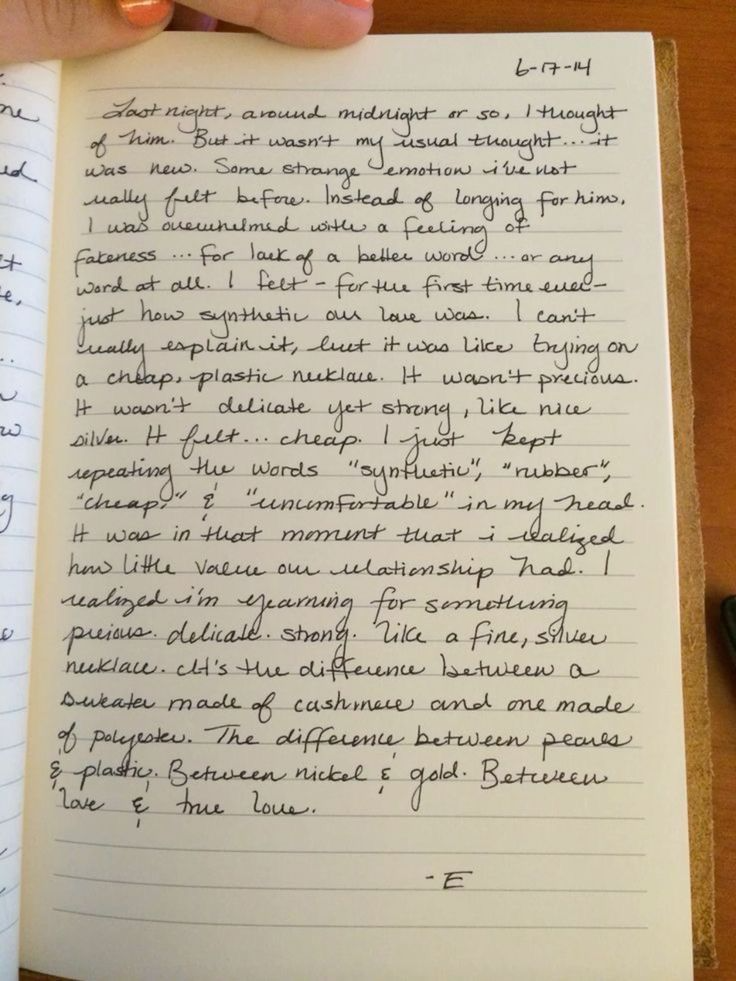 6-17-14
Last night, around midnight or so, I thought
of him. But it wasn't my usual thought... it
was new. Some strange emotion i've not
really felt before. Instead of longing for him,
I was overwhelmed with a feeling of
fakeness ... for lack of a better word ... or any
word at all. I felt - for the first time ever -
just how synthetic our love was. I can't
really explain it, but it was like trying on
a cheap, plastic necklace. It wasn't precious.
It wasn't delicate yet strong, like nice
silver. It felt... cheap. I just kept
repeating the words "synthetic", "rubber",
"cheap," & "uncomfortable" in my head.
It was in that moment that i realized
how little value our relationship had. I
realized i'm yearning for something
precious. delicate. strong. like a fine, silver
necklace. It's the difference between a
sweater made of cashmere and one made
of polyester. The difference between pearls
& plastic. Between nickel & gold. Between
love & true love.
-E